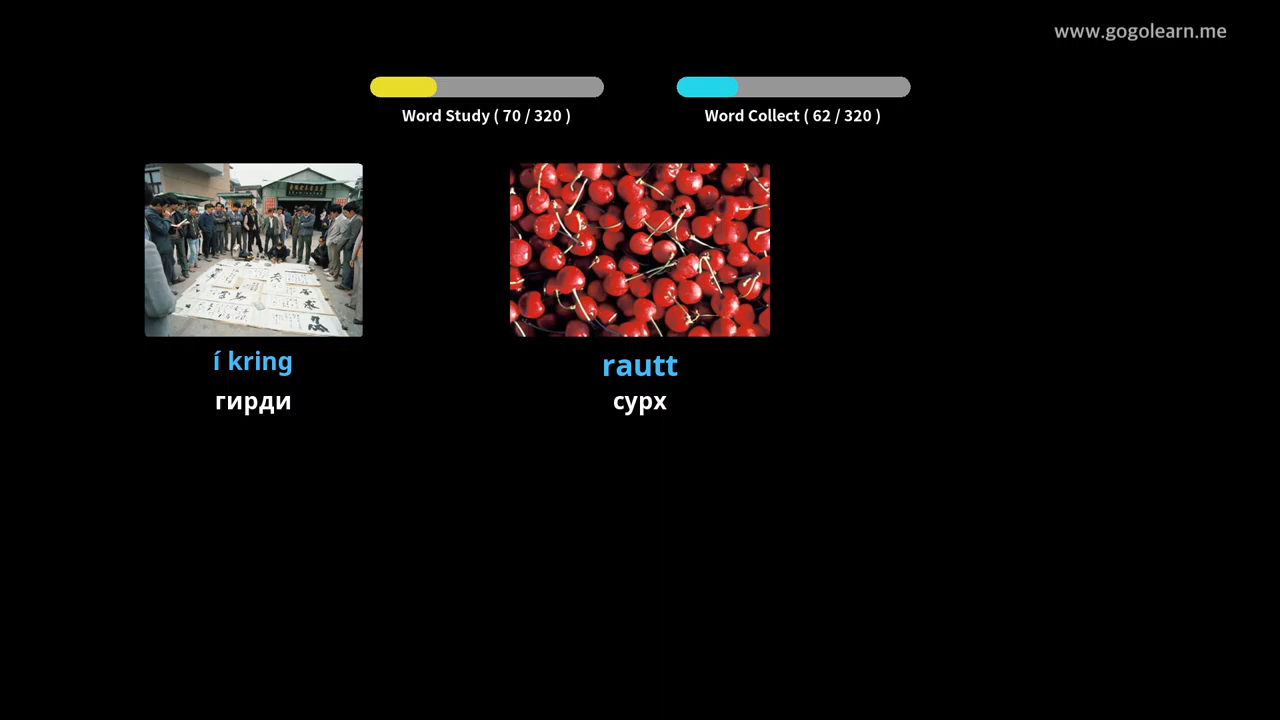 www.gogolearn.me
Word Study ( 70 / 320 )
Word Collect ( 62 / 320 )
í kring
гирди
rautt
сурх